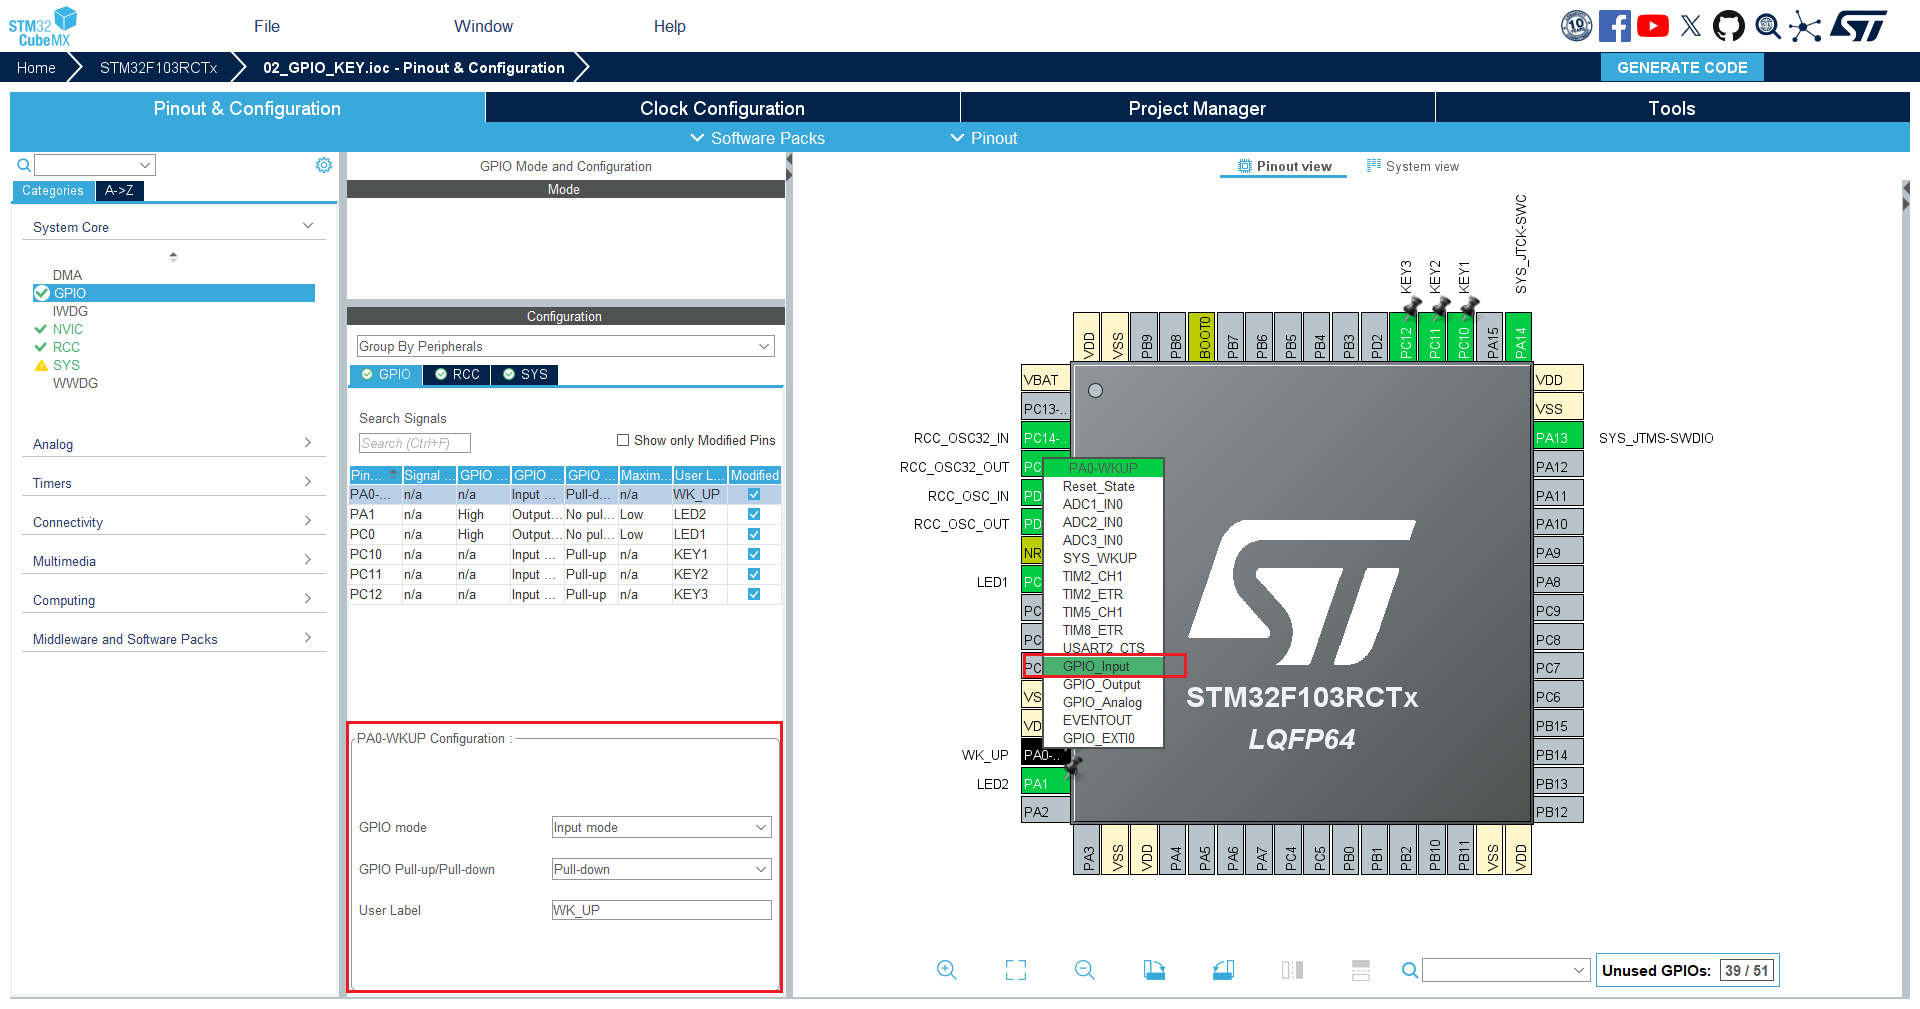 STM32
CubeMX
File
Window
Help
10
Home
STM32F103RCTx
02_GPIO_KEY.ioc - Pinout & Configuration
GENERATE CODE
Pinout & Configuration
Clock Configuration
Project Manager
Tools
Software Packs
Pinout
Categories
A->Z
System Core
DMA
GPIO
IWDG
NVIC
RCC
SYS
WWDG
Analog
Timers
Connectivity
Multimedia
Computing
Middleware and Software Packs
GPIO Mode and Configuration
Mode
Configuration
Group By Peripherals
GPIO
RCC
SYS
Search Signals
Search (Ctrl+F)
Show only Modified Pins
Pin... Signal ... GPIO ... GPIO ... GPIO ... Maxim... User L... Modified
PA0-... n/a n/a Input ... Pull-d... n/a WK_UP
PA1 n/a High Output... No pul... Low LED2
PC0 n/a High Output... No pul... Low LED1
PC10 n/a n/a Input ... Pull-up n/a KEY1
PC11 n/a n/a Input ... Pull-up n/a KEY2
PC12 n/a n/a Input ... Pull-up n/a KEY3
PA0-WKUP Configuration :
GPIO mode
Input mode
GPIO Pull-up/Pull-down
Pull-down
User Label
WK_UP
Pinout view
System view
KEY3
KEY2
KEY1
SYS_JTCK-SWC
VDD
VSS
PB9
PB8
BOOT0
PB7
PB6
PB5
PB4
PB3
PD2
PC12
PC11
PC10
PA15
PA14
VBAT
PC13-..
RCC_OSC32_IN
PC14-..
RCC_OSC32_OUT
PC
RCC_OSC_IN
PD
RCC_OSC_OUT
PD
NR
LED1
PC
PC
PC
PC
VS
VD
WK_UP
PA0-..
LED2
PA1
PA2
PA0-WKUP
Reset_State
ADC1_IN0
ADC2_IN0
ADC3_IN0
SYS_WKUP
TIM2_CH1
TIM2_ETR
TIM5_CH1
TIM8_ETR
USART2_CTS
GPIO_Input
GPIO_Output
GPIO_Analog
EVENTOUT
GPIO_EXTI0
STM32F103RCTx
LQFP64
VDD
VSS
PA13
SYS_JTMS-SWDIO
PA12
PA11
PA10
PA9
PA8
PC9
PC8
PC7
PC6
PB15
PB14
PB13
PB12
PA3
VSS
VDD
PA4
PA5
PA6
PA7
PC4
PC5
PB0
PB1
PB2
PB10
PB11
VSS
VDD
Unused GPIOs:
39 / 51